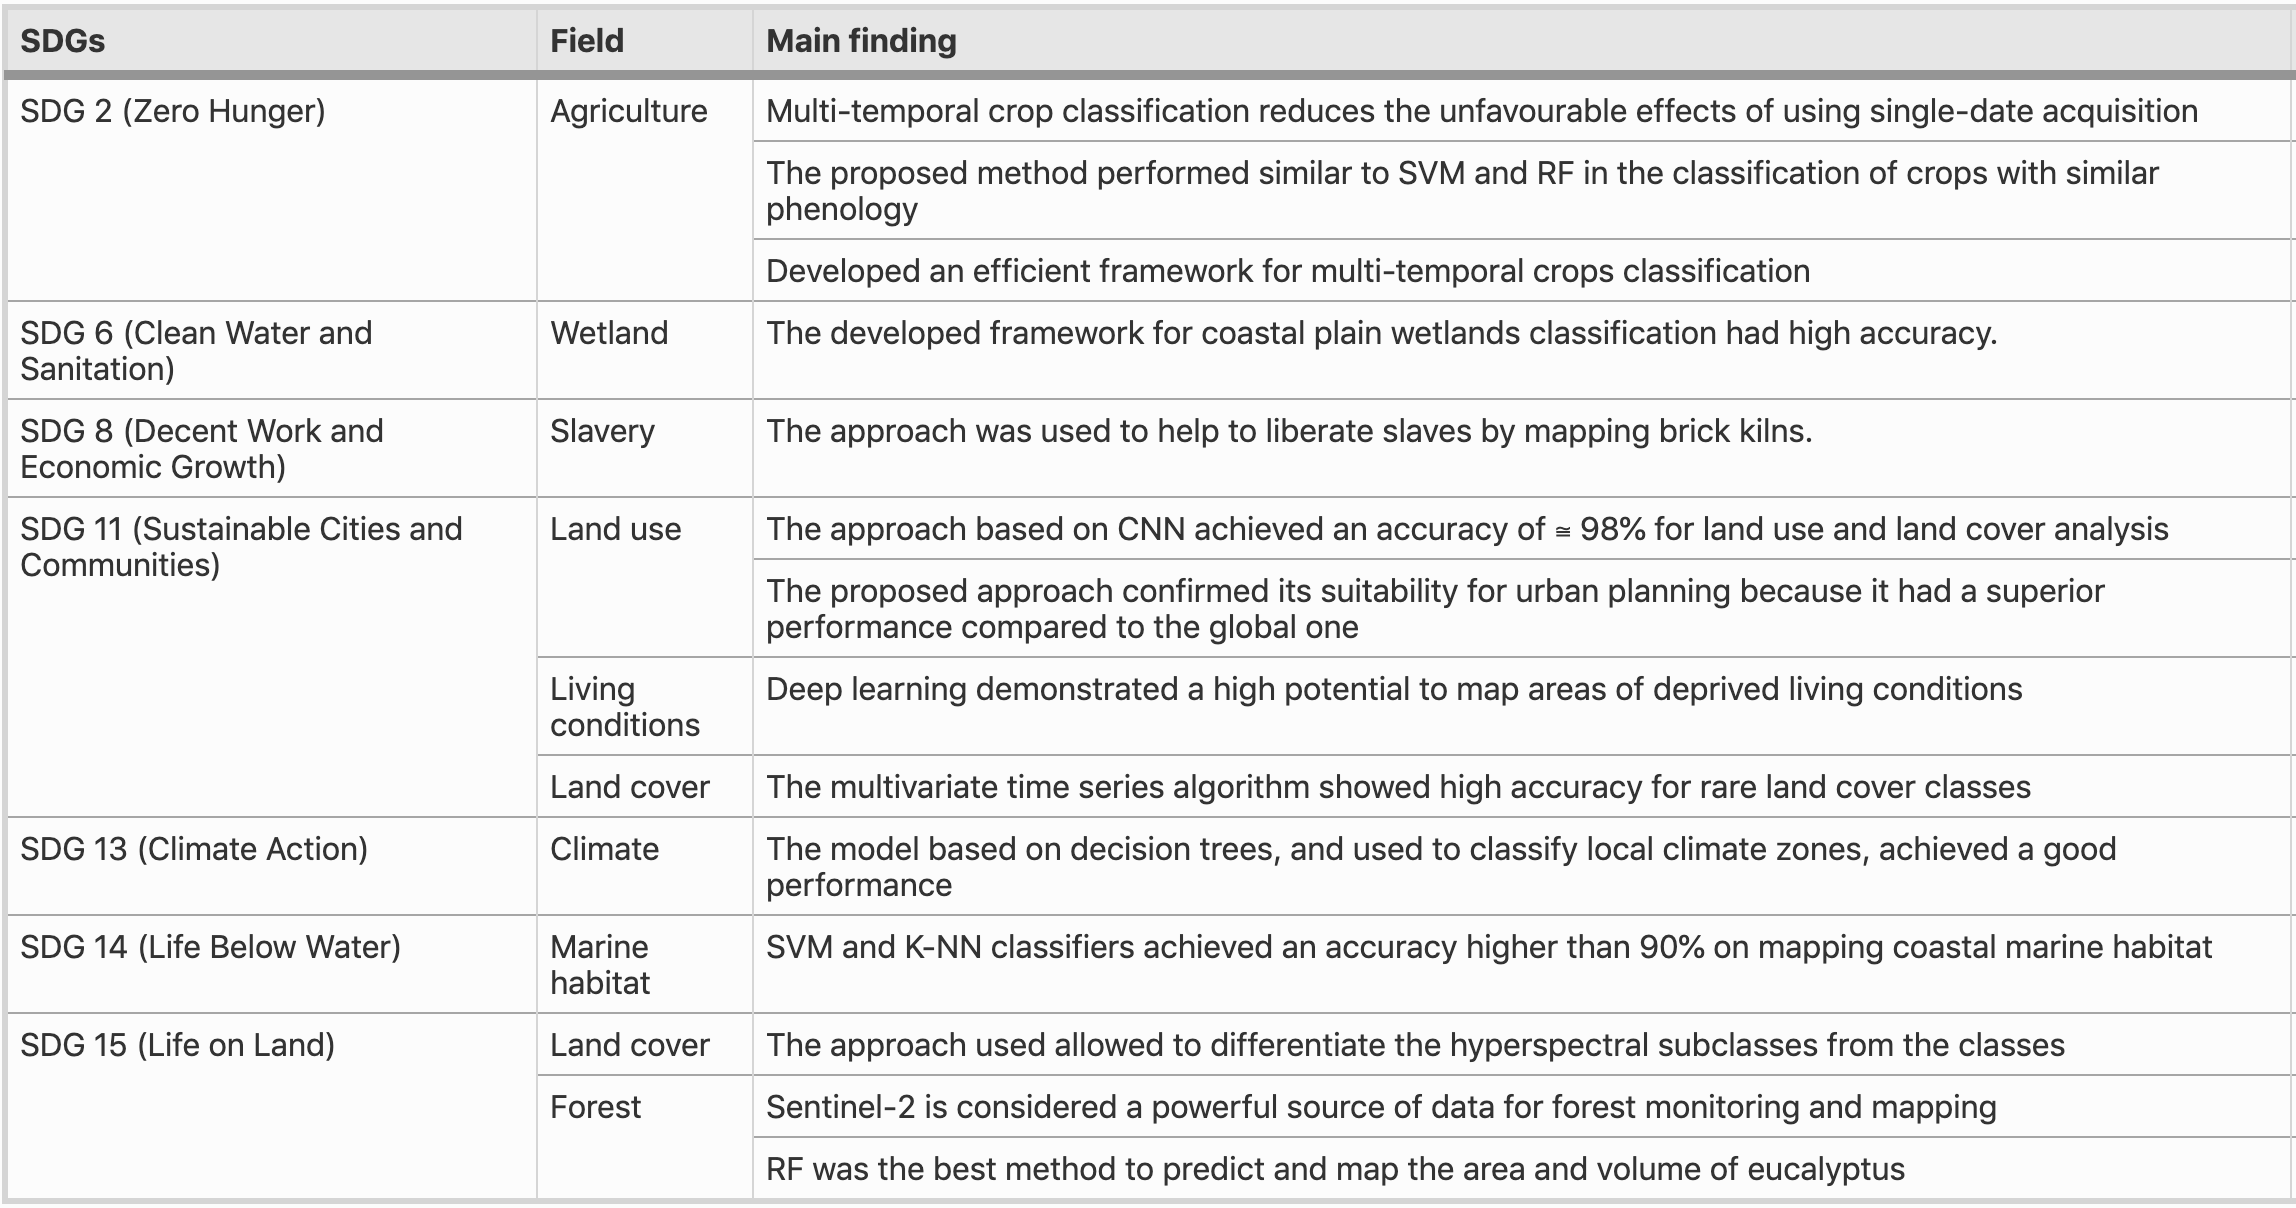 SDGs Field Main finding
SDG 2 (Zero Hunger) Agriculture Multi-temporal crop classification reduces the unfavourable effects of using single-date acquisition
The proposed method performed similar to SVM and RF in the classification of crops with similar
phenology
Developed an efficient framework for multi-temporal crops classification
SDG 6 (Clean Water and
Sanitation)
Wetland
The developed framework for coastal plain wetlands classification had high accuracy.
SDG 8 (Decent Work and
Economic Growth)
Slavery
The approach was used to help to liberate slaves by mapping brick kilns.
SDG 11 (Sustainable Cities and
Communities)
Land use
The approach based on CNN achieved an accuracy of ≊ 98% for land use and land cover analysis
The proposed approach confirmed its suitability for urban planning because it had a superior
performance compared to the global one
Living
conditions
Deep learning demonstrated a high potential to map areas of deprived living conditions
Land cover The multivariate time series algorithm showed high accuracy for rare land cover classes
SDG 13 (Climate Action) Climate The model based on decision trees, and used to classify local climate zones, achieved a good
performance
SDG 14 (Life Below Water)
Marine
habitat
SVM and K-NN classifiers achieved an accuracy higher than 90% on mapping coastal marine habitat
SDG 15 (Life on Land) Land cover The approach used allowed to differentiate the hyperspectral subclasses from the classes
Forest Sentinel-2 is considered a powerful source of data for forest monitoring and mapping
RF was the best method to predict and map the area and volume of eucalyptus